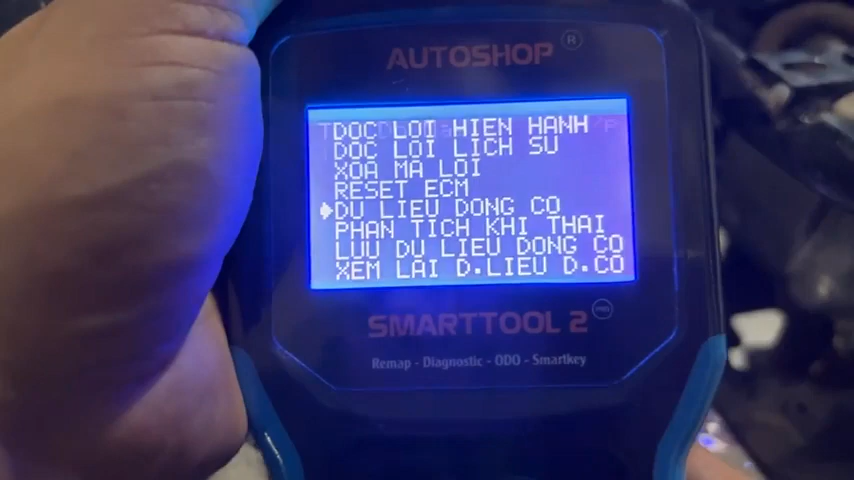 AUTOSHOP ®
DOC LOI HIEN HANH
DOC LOI LICH SU
XOA MA LOI
RESET ECM
DU LIEU DONG CO
PHAN TICH KHI THAI
LUU DU LIEU DONG CO
XEM LAI D.LIEU D.CO
SMARTTOOL 2
Remap - Diagnostic - ODO - Smartkey